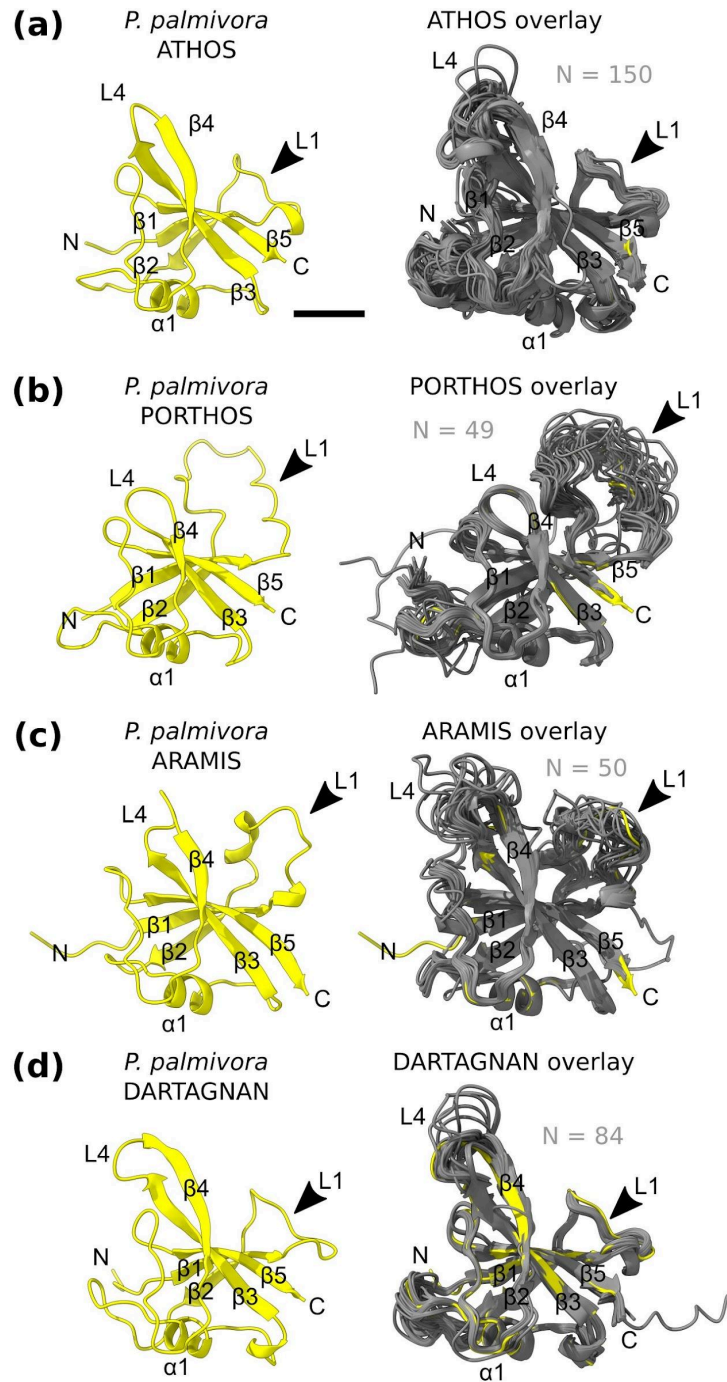 (a)
P. palmivora
ATHOS
ATHOS overlay
L4
β4
L1
β1
N
β2
β5
C
β3
α1
L4
N = 150
β4
L1
β1
N
β2
β5
β3
C
α1
(b)
P. palmivora
PORTHOS
PORTHOS overlay
L1
L4
β4
β1
β5
N
β2
β3
C
α1
N = 49
L1
L4
β4
N
β1
β5
β2
β3
C
α1
(c)
P. palmivora
ARAMIS
ARAMIS overlay
L1
L4
β4
β1
N
β2
β3
β5
C
α1
N = 50
L1
L4
β4
β1
N
β2
β5
β3
C
α1
(d)
P. palmivora
DARTAGNAN
DARTAGNAN overlay
L4
β4
L1
N
β1
β5
β2
β3
C
α1
L4
N = 84
β4
L1
N
β1
β5
β2
β3
C
α1